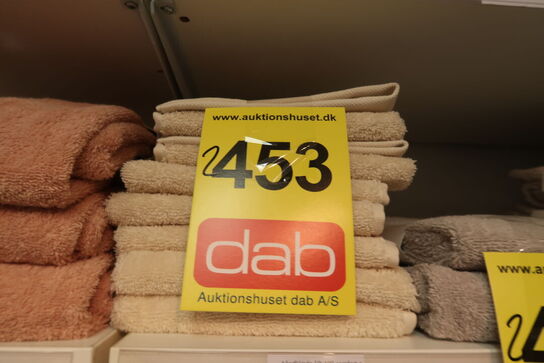 www.auktionshuset.dk
2453
dab
Auktionshuset dab A/S
www.a